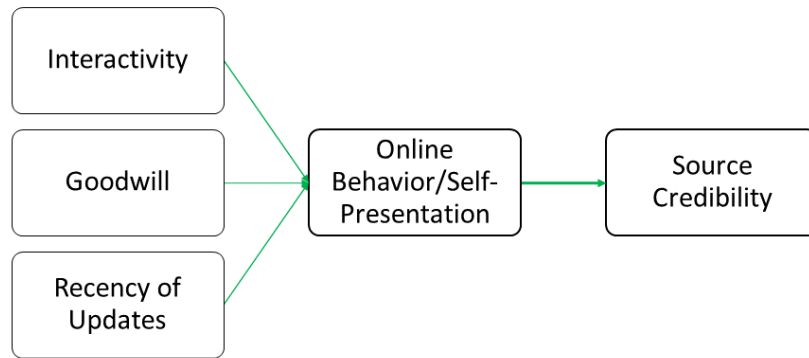 Interactivity
Goodwill
Recency of
Updates
Online
Behavior/Self-
Presentation
Source
Credibility